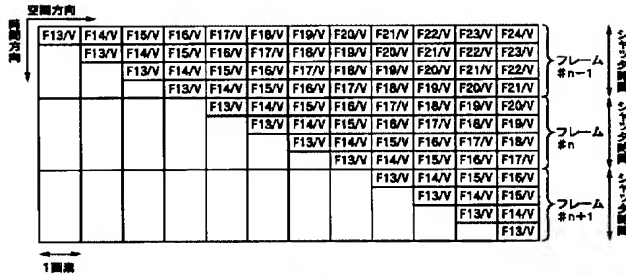 空間方向
時間方向
F13/V F14/V F15/V F16/V F17/V F18/V F19/V F20/V F21/V F22/V F23/V F24/V
F13/V F14/V F15/V F16/V F17/V F18/V F19/V F20/V F21/V F22/V F23/V
F13/V F14/V F15/V F16/V F17/V F18/V F19/V F20/V F21/V F22/V
F13/V F14/V F15/V F16/V F17/V F18/V F19/V F20/V F21/V
フレーム
#n−1
シャッタ時間
F13/V F14/V F15/V F16/V F17/V F18/V F19/V F20/V
F13/V F14/V F15/V F16/V F17/V F18/V F19/V
F13/V F14/V F15/V F16/V F17/V F18/V
F13/V F14/V F15/V F16/V F17/V
フレーム
#n
シャッタ時間
F13/V F14/V F15/V F16/V
F13/V F14/V F15/V
F13/V F14/V
F13/V
フレーム
#n+1
シャッタ時間
1画素